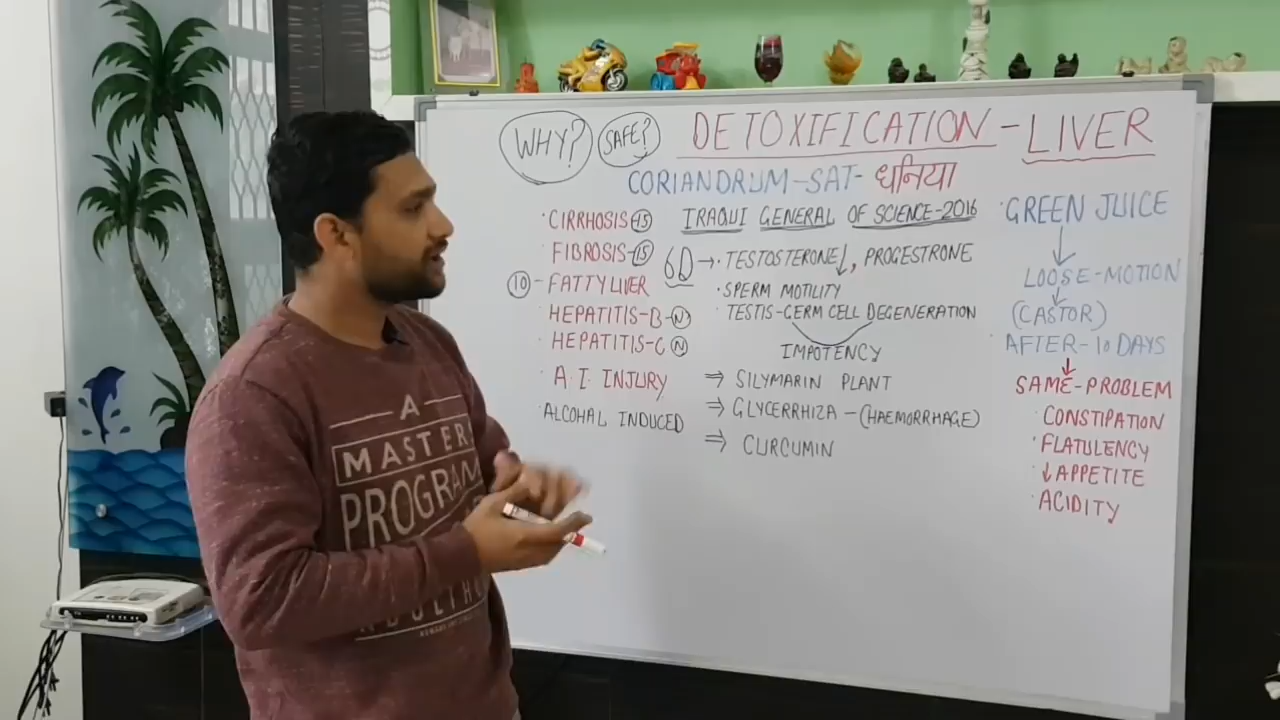 WHY?
SAFE?
DETOXIFICATION - LIVER
CORIANDRUM-SAT- धनिया
· CIRRHOSIS 15
· FIBROSIS- 15
10 - FATTY LIVER
HEPATITIS-B- N
· HEPATITIS-C N
A.I. INJURY
· ALCOHAL INDUCED
IRAQUI GENERAL OF SCIENCE-2016
60 → · TESTOSTERONE↓, PROGESTRONE
· SPERM MOTILITY
· TESTIS-GERM CELL DEGENERATION
IMPOTENCY
⇒ SILYMARIN PLANT
⇒ GLYCERRHIZA - (HAEMORRHAGE)
⇒ CURCUMIN
· GREEN JUICE
↓
LOOSE-MOTION
↓
(CASTOR)
· AFTER-10 DAYS
↓
SAME-PROBLEM
· CONSTIPATION
· FLATULENCY
· ↓APPETITE
· ACIDITY
A
MASTERS
PROGRAM